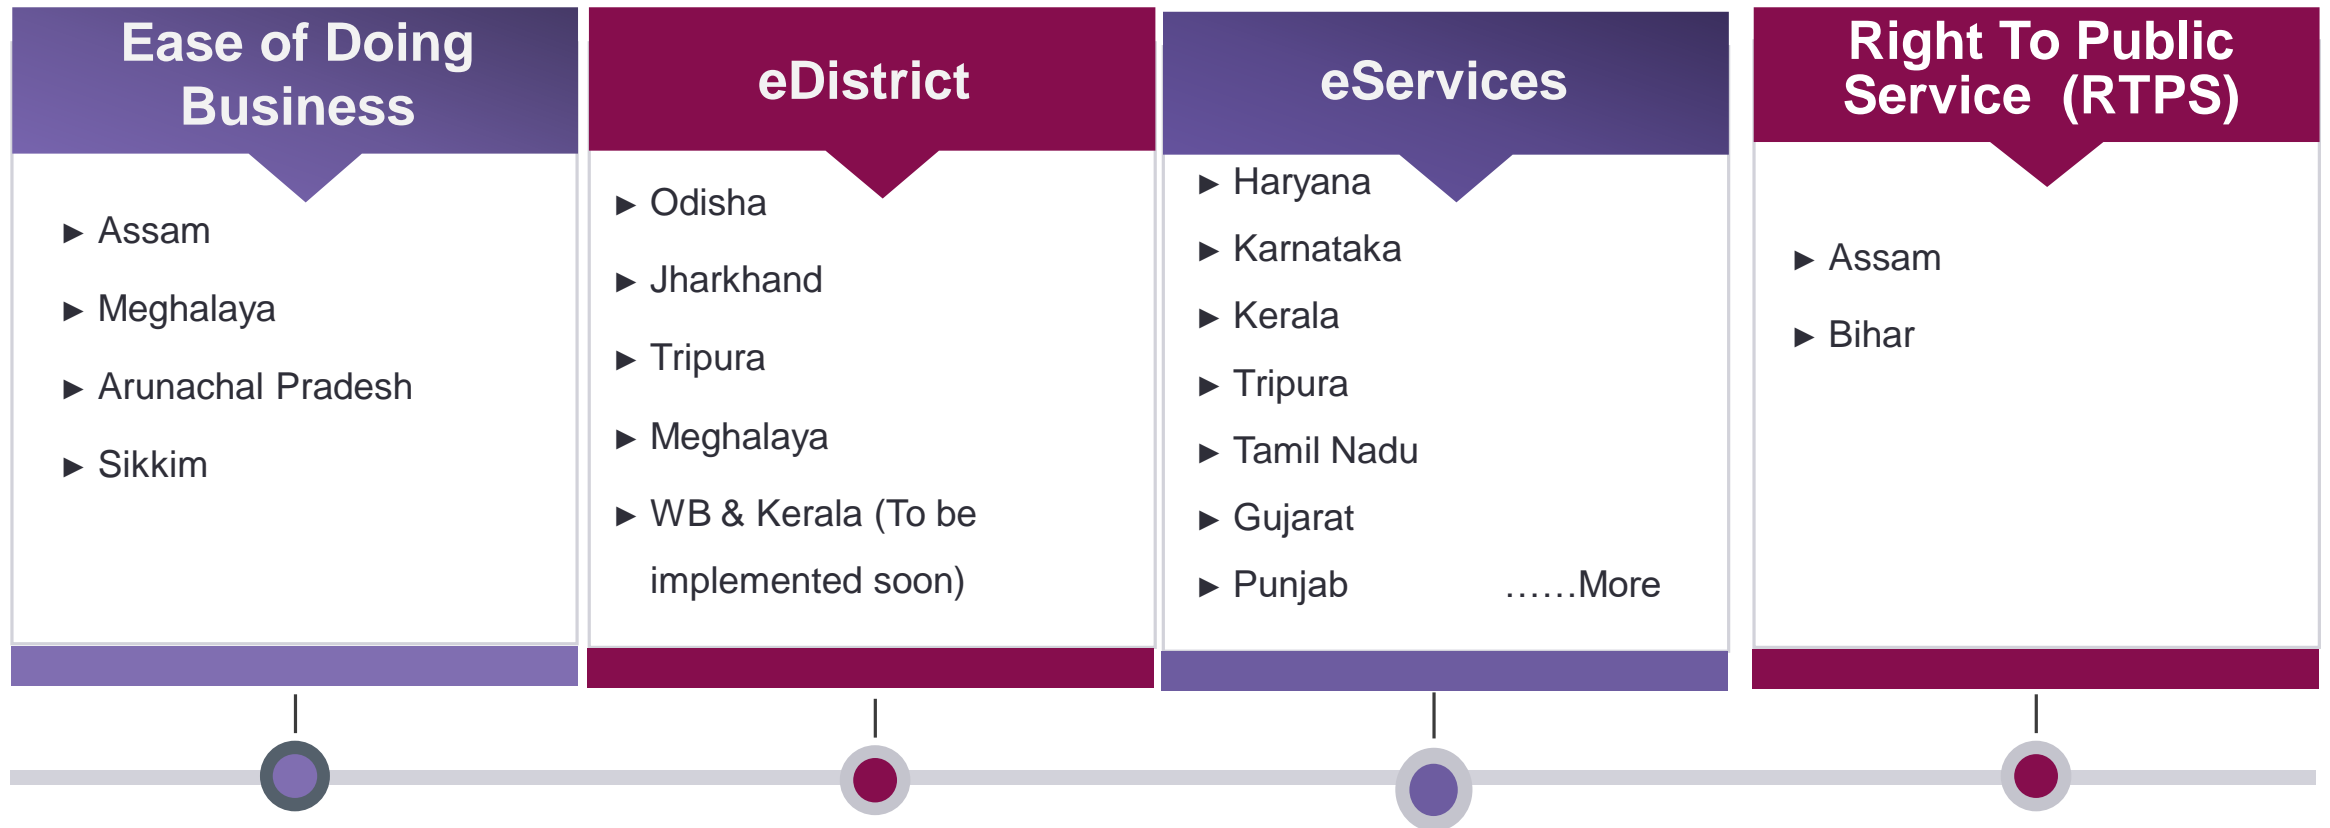 Ease of Doing
Business
► Assam
► Meghalaya
► Arunachal Pradesh
► Sikkim
eDistrict
► Odisha
► Jharkhand
► Tripura
► Meghalaya
► WB & Kerala (To be
implemented soon)
eServices
► Haryana
► Karnataka
► Kerala
► Tripura
► Tamil Nadu
► Gujarat
► Punjab ……More
Right To Public
Service (RTPS)
► Assam
► Bihar